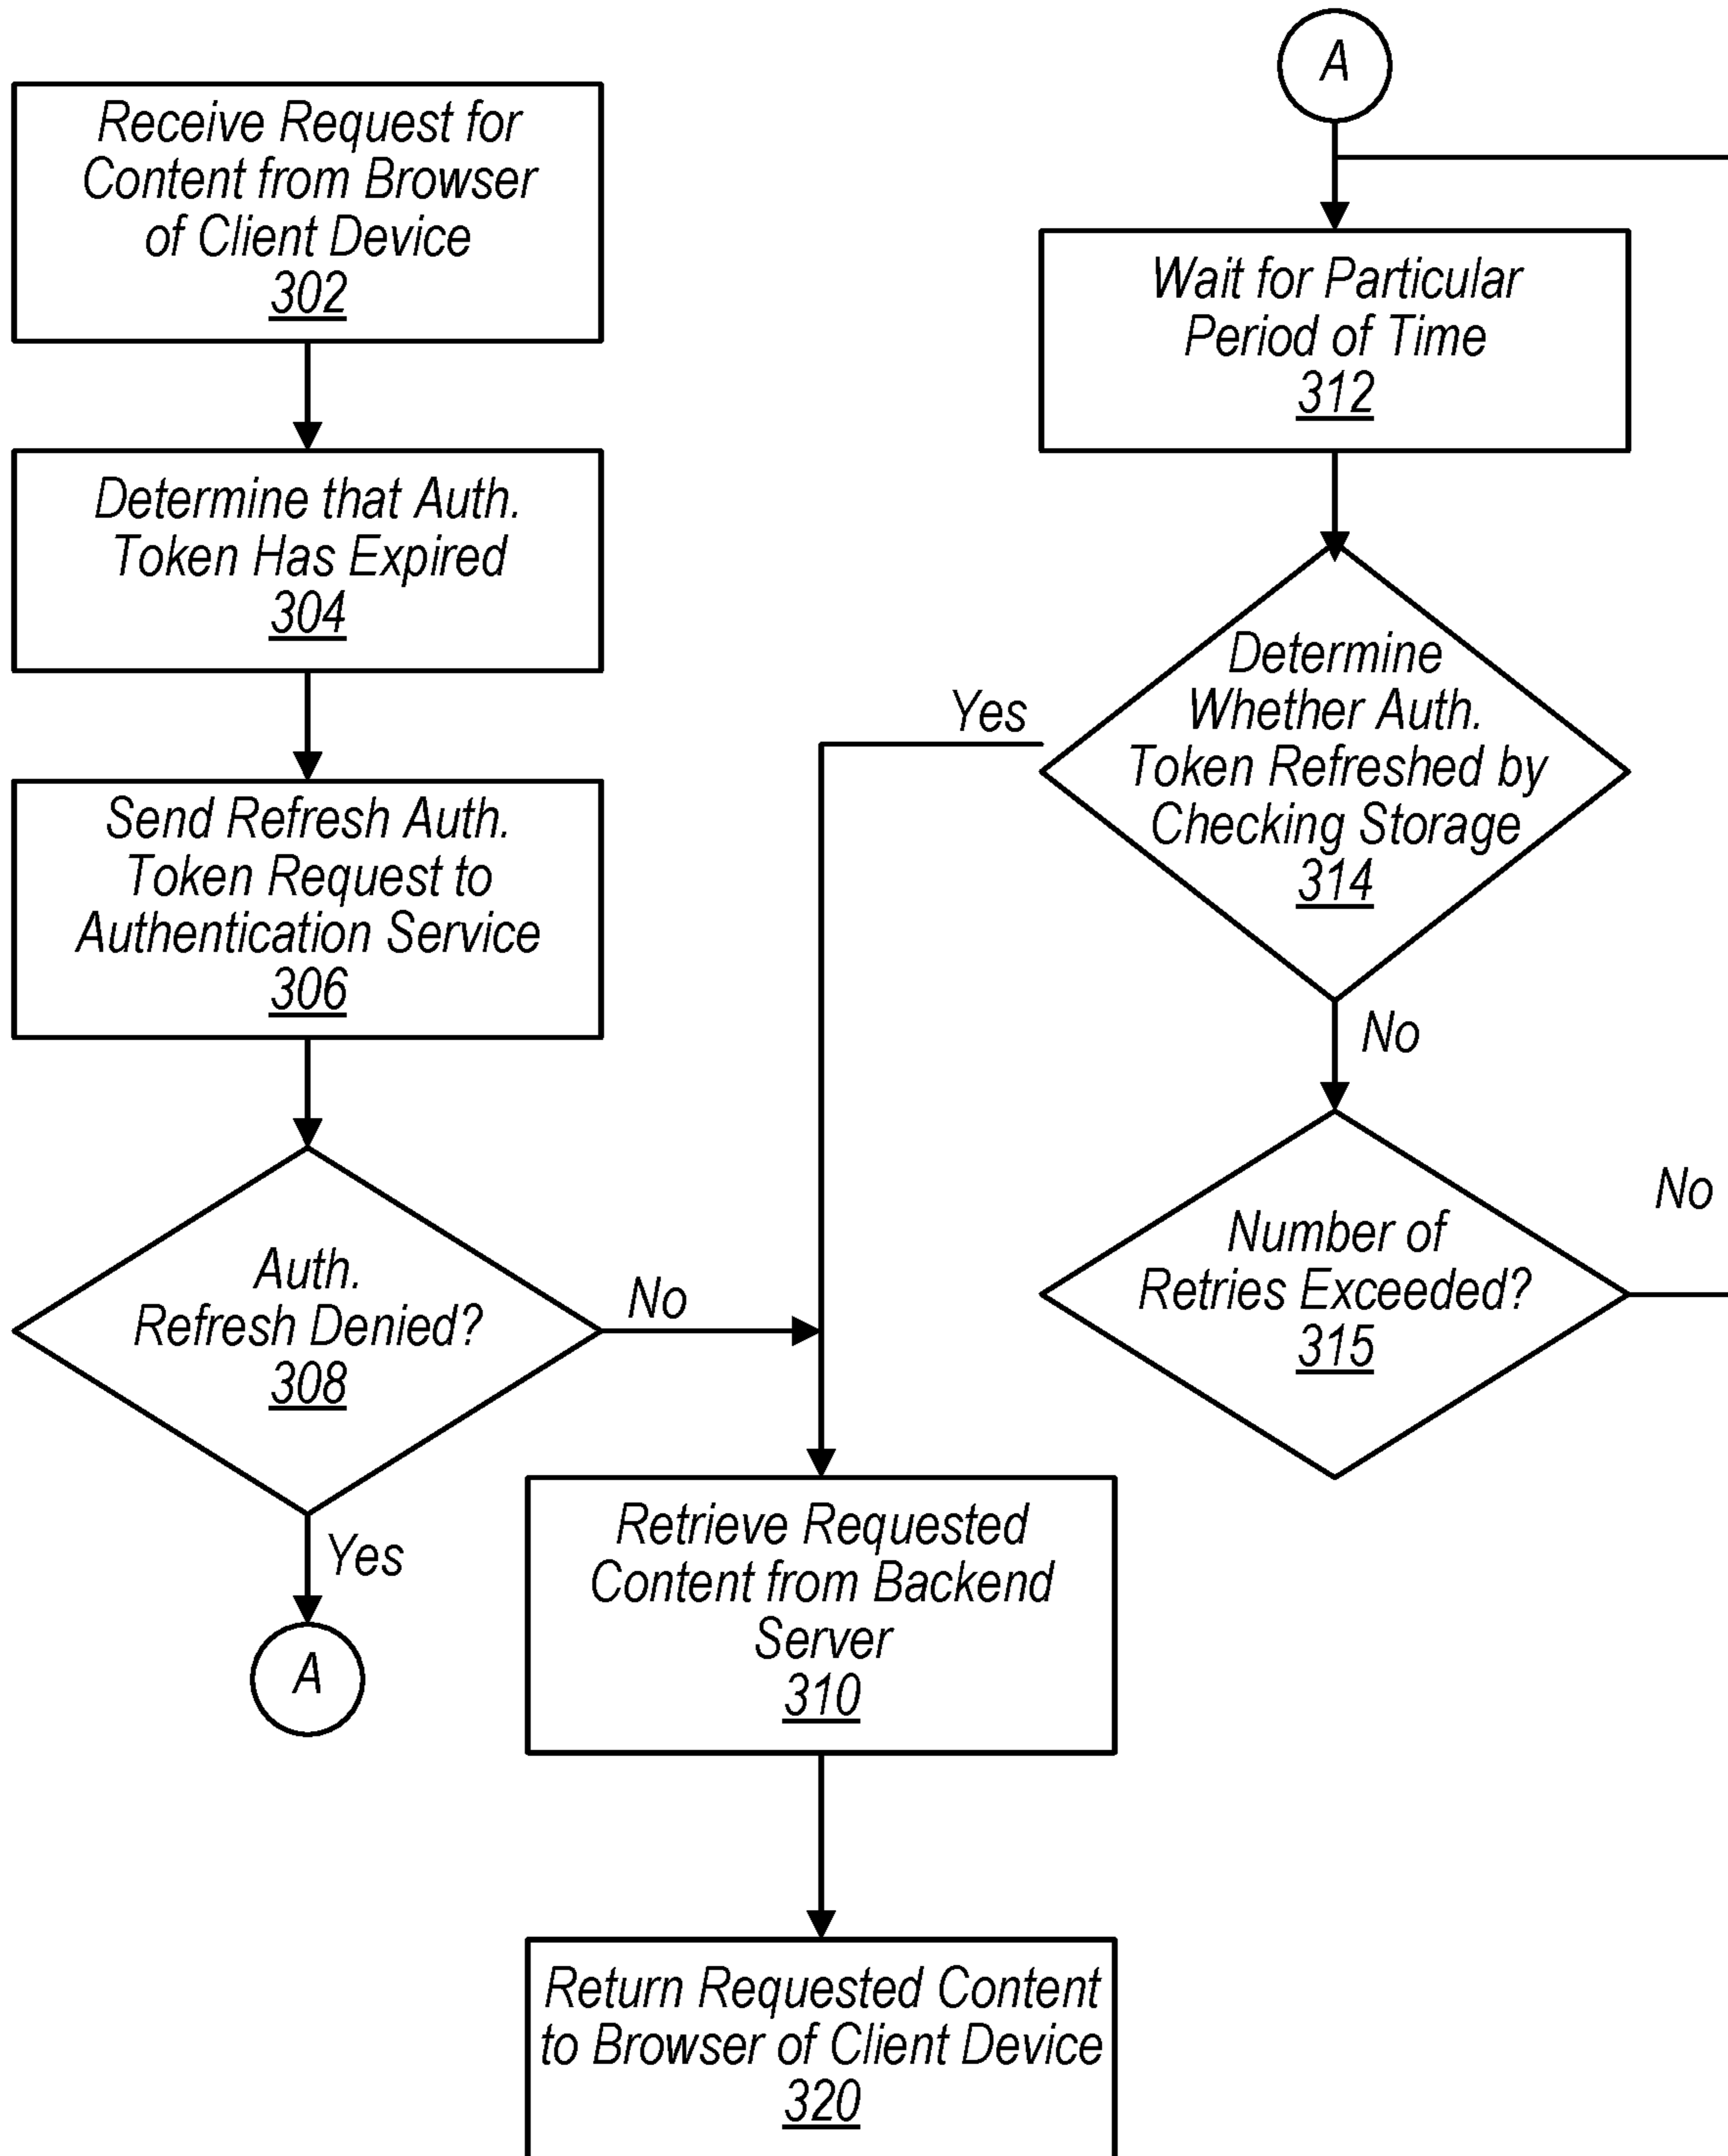 Receive Request for
Content from Browser
of Client Device
302
Determine that Auth.
Token Has Expired
304
Send Refresh Auth.
Token Request to
Authentication Service
306
Auth.
Refresh Denied?
308
No
Yes
A
Retrieve Requested
Content from Backend
Server
310
Return Requested Content
to Browser of Client Device
320
A
Wait for Particular
Period of Time
312
Determine
Whether Auth.
Token Refreshed by
Checking Storage
314
Yes
No
Number of
Retries Exceeded?
315
No